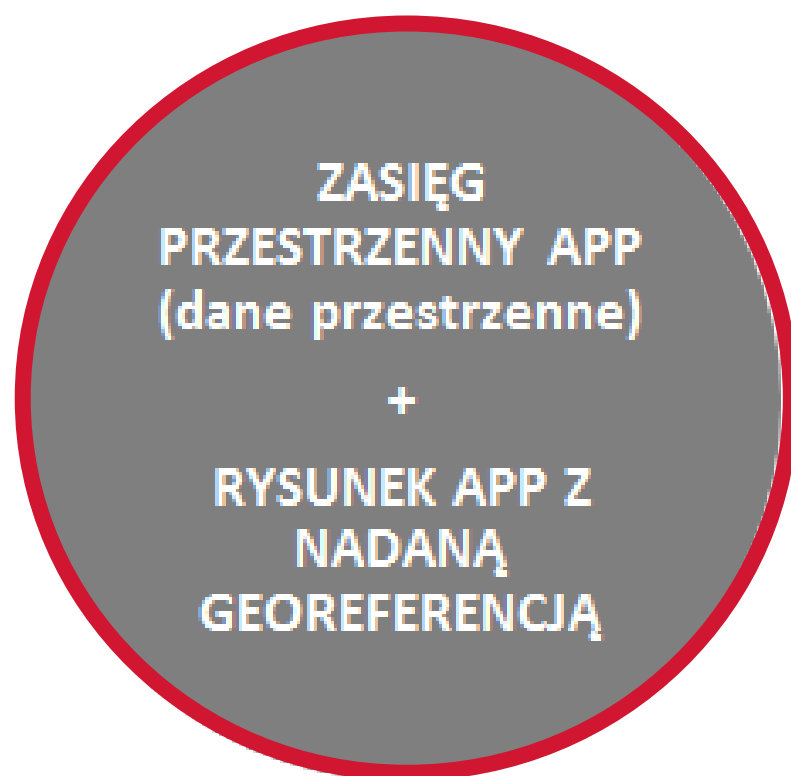 ZASIĘG
PRZESTRZENNY APP
(dane przestrzenne)
+
RYSUNEK APP Z
NADANĄ
GEOREFERENCJĄ